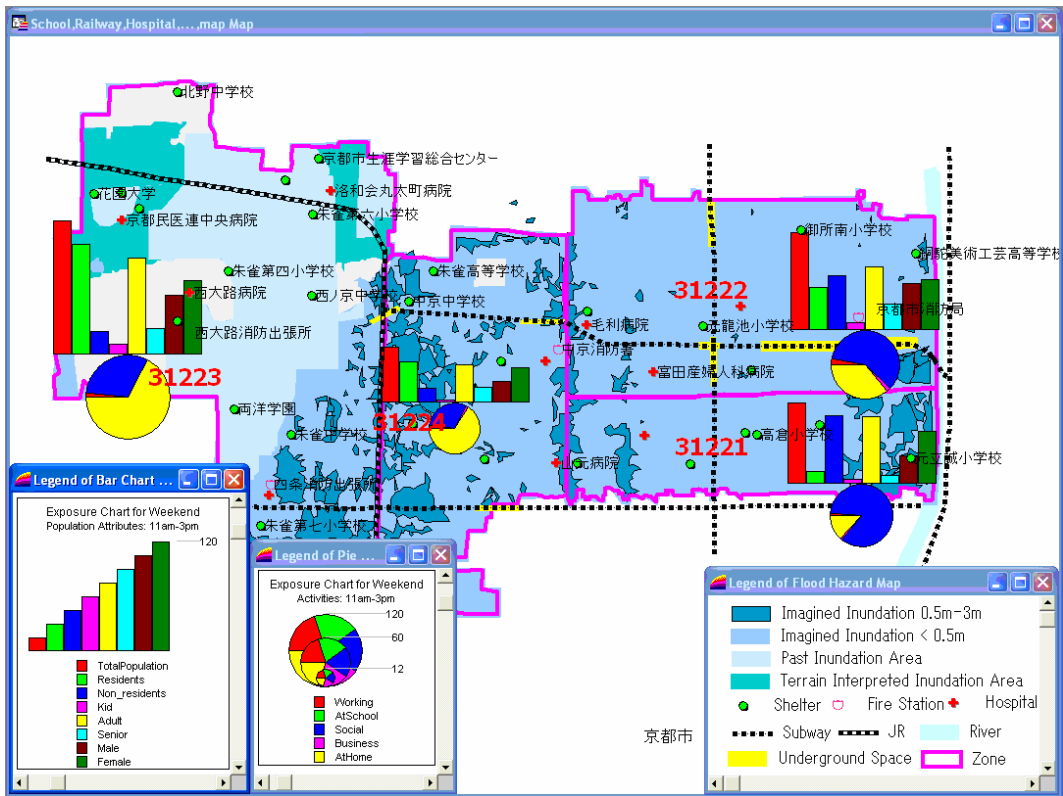 School,Railway,Hospital,...,map Map
北野中学校
京都市生涯学習総合センター
洛和会丸太町病院
花園大学
京都民医連中央病院
朱雀第六小学校
御所南小学校
銅駝美術工芸高等学校
朱雀第四小学校
朱雀高等学校
西大路病院
西ノ京中学校
中京中学校
31222
京都市消防局
西大路消防出張所
毛利病院
元龍池小学校
中京消防署
31223
富田産婦人科病院
両洋学園
31224
朱雀中学校
31221
高倉小学校
山元病院
元立誠小学校
四条消防出張所
朱雀第七小学校
京都市
Legend of Bar Chart ...
Exposure Chart for Weekend
Population Attributes: 11am-3pm
120
TotalPopulation
Residents
Non_residents
Kid
Adult
Senior
Male
Female
Legend of Pie ...
Exposure Chart for Weekend
Activities: 11am-3pm
120
60
12
Working
AtSchool
Social
Business
AtHome
Legend of Flood Hazard Map
Imagined Inundation 0.5m-3m
Imagined Inundation < 0.5m
Past Inundation Area
Terrain Interpreted Inundation Area
Shelter Fire Station Hospital
Subway JR River
Underground Space Zone